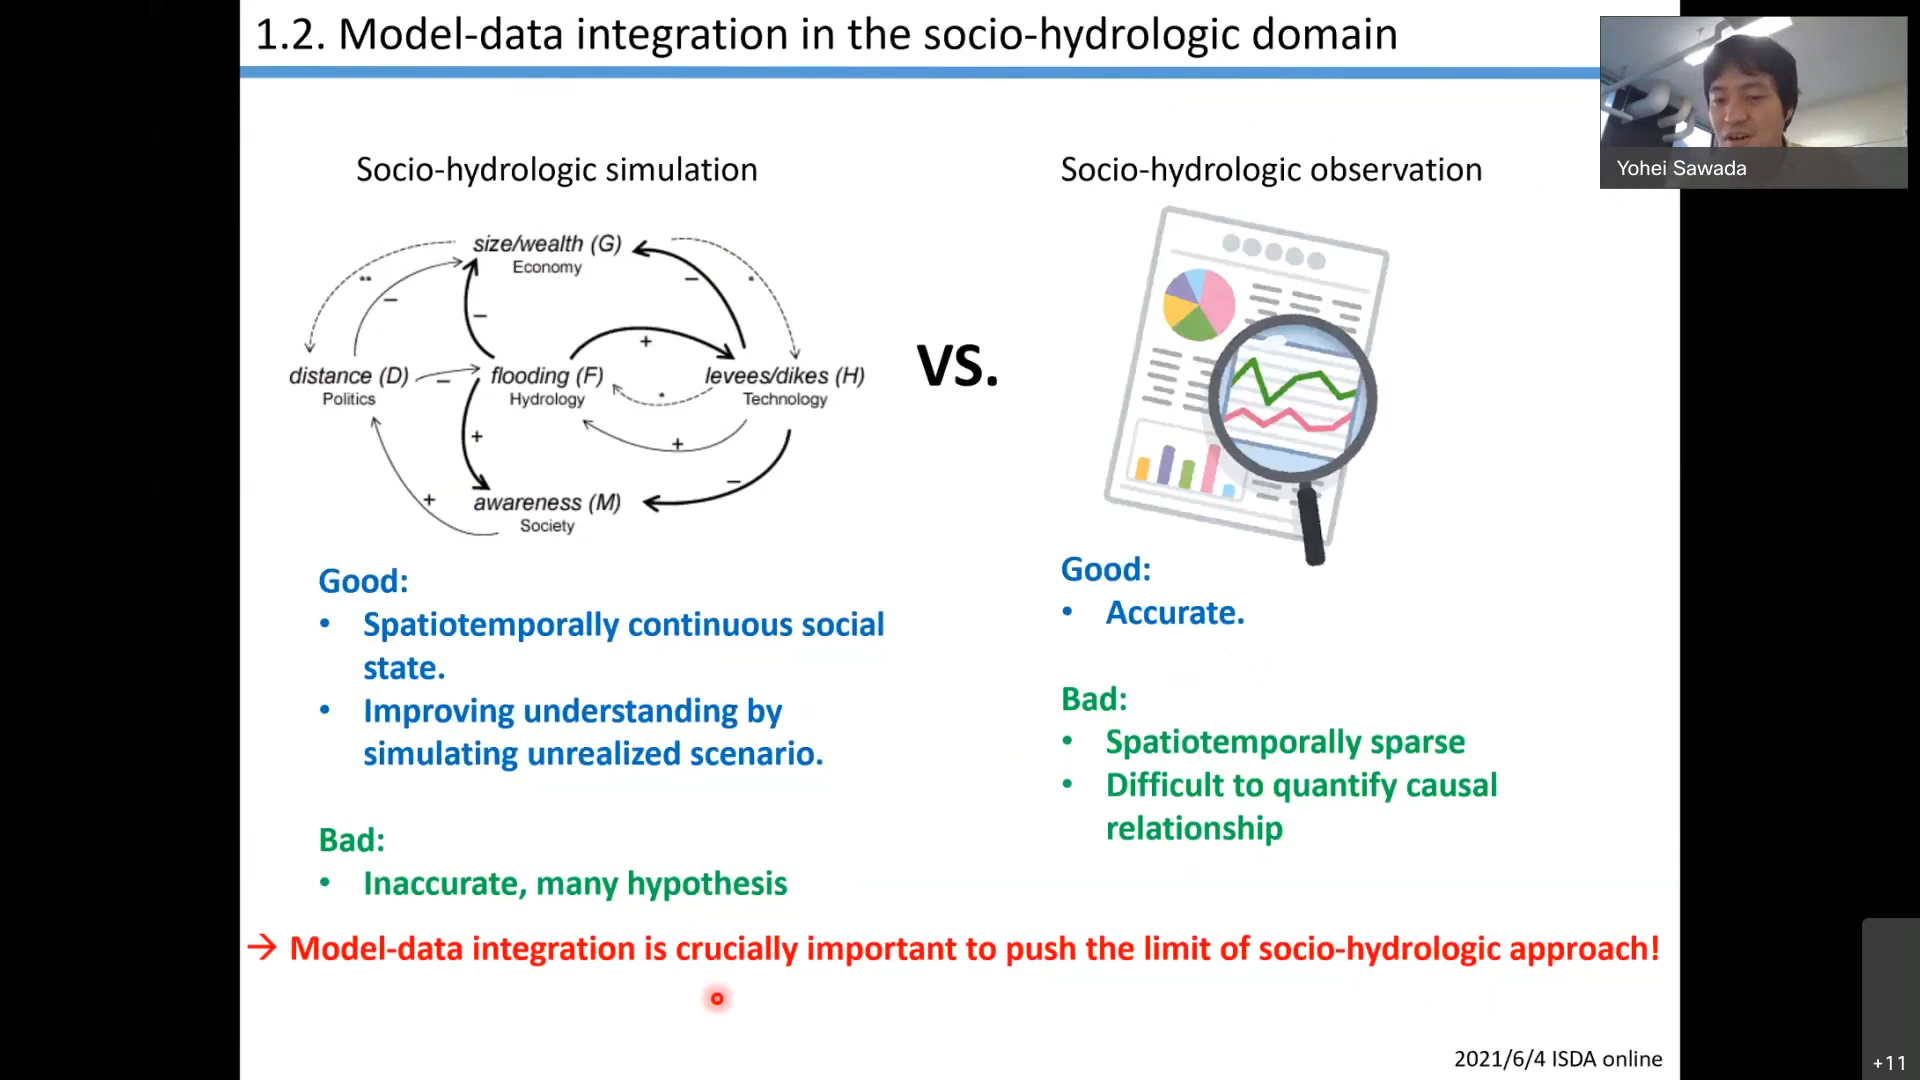 1.2. Model-data integration in the socio-hydrologic domain
Yohei Sawada
Socio-hydrologic simulation
size/wealth (G)
Economy
**
*
−
−
−
+
distance (D)
Politics
−
flooding (F)
Hydrology
*
levees/dikes (H)
Technology
+
+
−
+
awareness (M)
Society
Good:
• Spatiotemporally continuous social
state.
• Improving understanding by
simulating unrealized scenario.
Bad:
• Inaccurate, many hypothesis
VS.
Socio-hydrologic observation
Good:
• Accurate.
Bad:
• Spatiotemporally sparse
• Difficult to quantify causal
relationship
→ Model-data integration is crucially important to push the limit of socio-hydrologic approach!
2021/6/4 ISDA online
+11